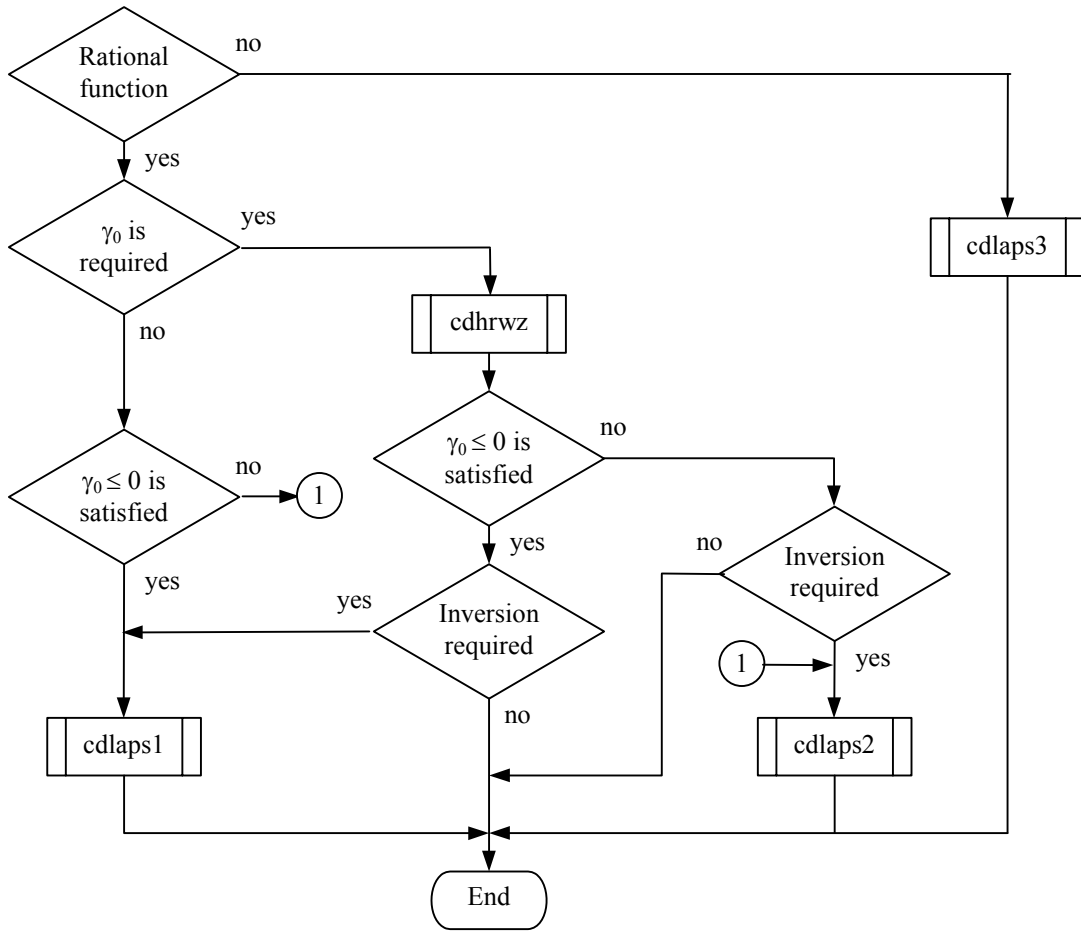 Rational
function
no
yes
γ₀ is
required
yes
cdlaps3
cdhrwz
no
γ₀ ≤ 0 is
satisfied
no
γ₀ ≤ 0 is
satisfied
no
1
yes
no
Inversion
required
yes
yes
Inversion
required
1
yes
no
cdlaps1
cdlaps2
End